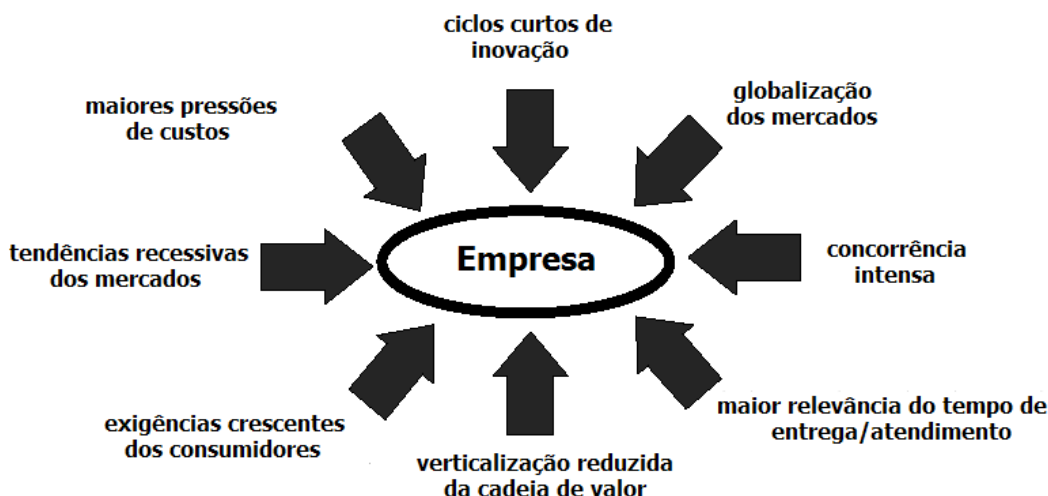 ciclos curtos de
inovação
maiores pressões
de custos
globalização
dos mercados
tendências recessivas
dos mercados
Empresa
concorrência
intensa
exigências crescentes
dos consumidores
maior relevância do tempo de
entrega/atendimento
verticalização reduzida
da cadeia de valor